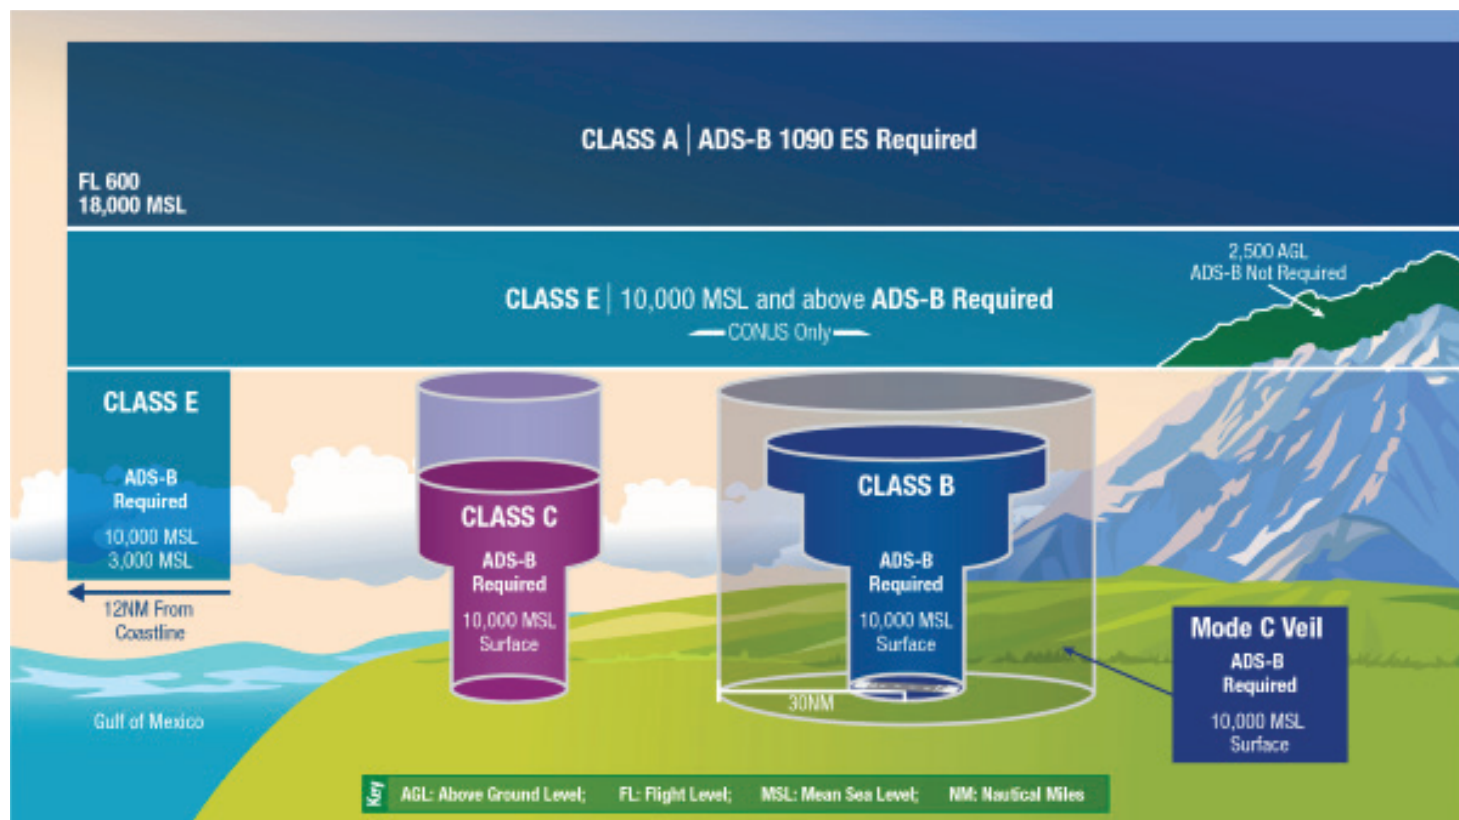 CLASS A | ADS-B 1090 ES Required
FL 600
18,000 MSL
2,500 AGL
ADS-B Not Required
CLASS E | 10,000 MSL and above ADS-B Required
CONUS Only
CLASS E
ADS-B
Required
10,000 MSL
3,000 MSL
12NM From
Coastline
Gulf of Mexico
CLASS C
ADS-B
Required
10,000 MSL
Surface
CLASS B
ADS-B
Required
10,000 MSL
Surface
30NM
Mode C Veil
ADS-B
Required
10,000 MSL
Surface
Key
AGL: Above Ground Level; FL: Flight Level; MSL: Mean Sea Level; NM: Nautical Miles